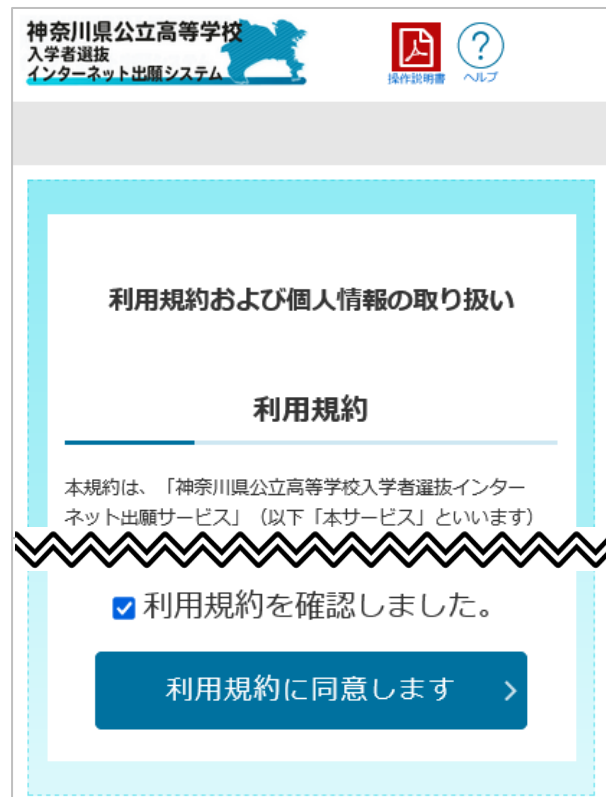 神奈川県公立高等学校
入学者選抜
インターネット出願システム
操作説明書
?
ヘルプ
利用規約および個人情報の取り扱い
利用規約
本規約は、「神奈川県公立高等学校入学者選抜インター
ネット出願サービス」（以下「本サービス」といいます）
利用規約を確認しました。
利用規約に同意します